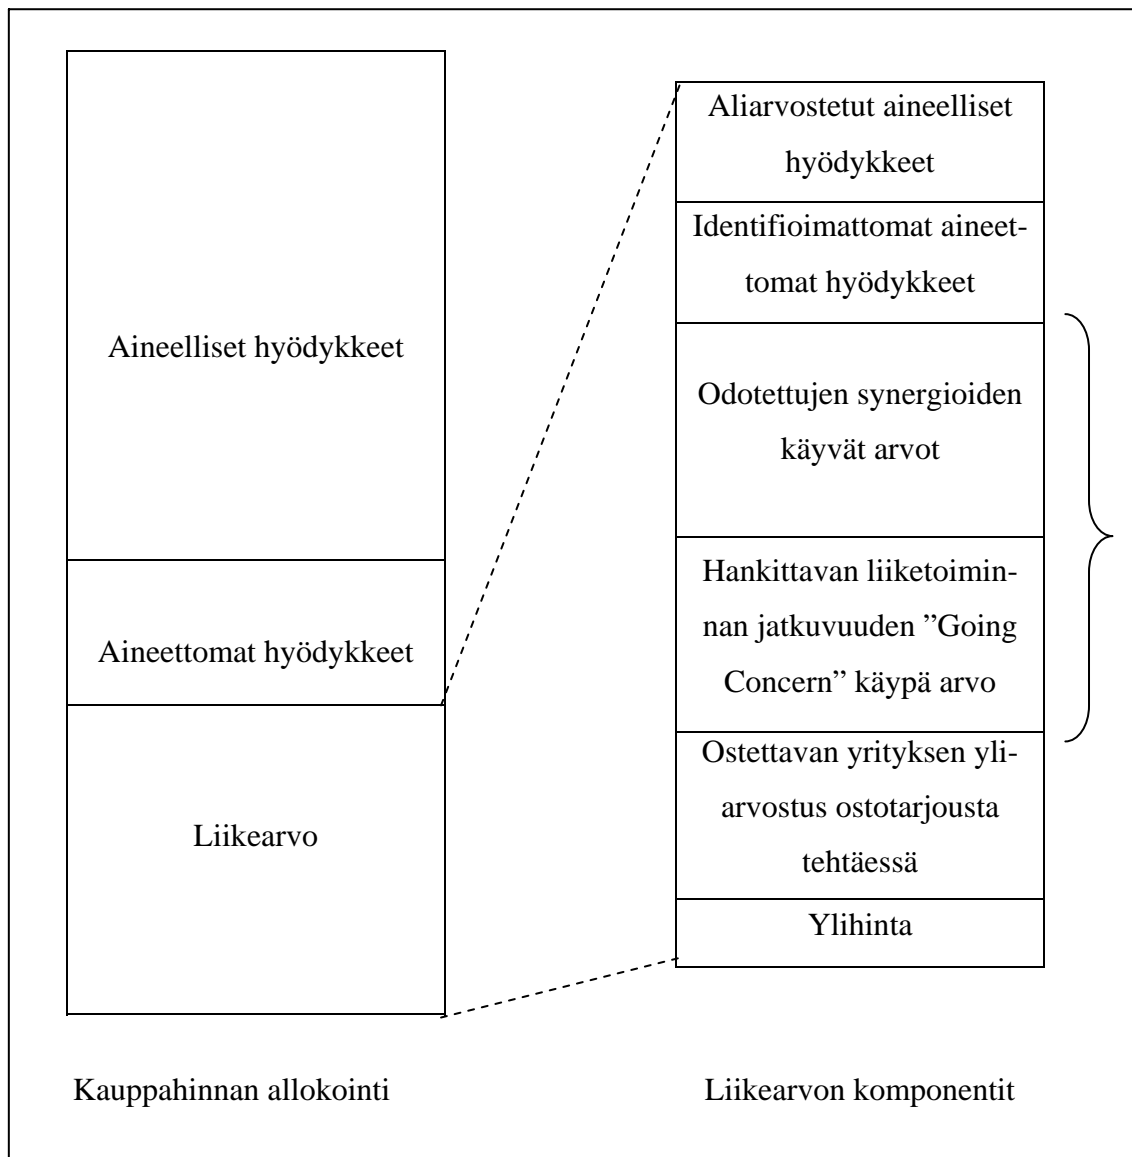 Aineelliset hyödykkeet
Aineettomat hyödykkeet
Liikearvo
Kauppahinnan allokointi
Aliarvostetut aineelliset
hyödykkeet
Identifioimattomat aineet-
tomat hyödykkeet
Odotettujen synergioiden
käyvät arvot
Hankittavan liiketoimin-
nan jatkuvuuden ”Going
Concern” käypä arvo
Ostettavan yrityksen yli-
arvostus ostotarjousta
tehtäessä
Ylihinta
Liikearvon komponentit